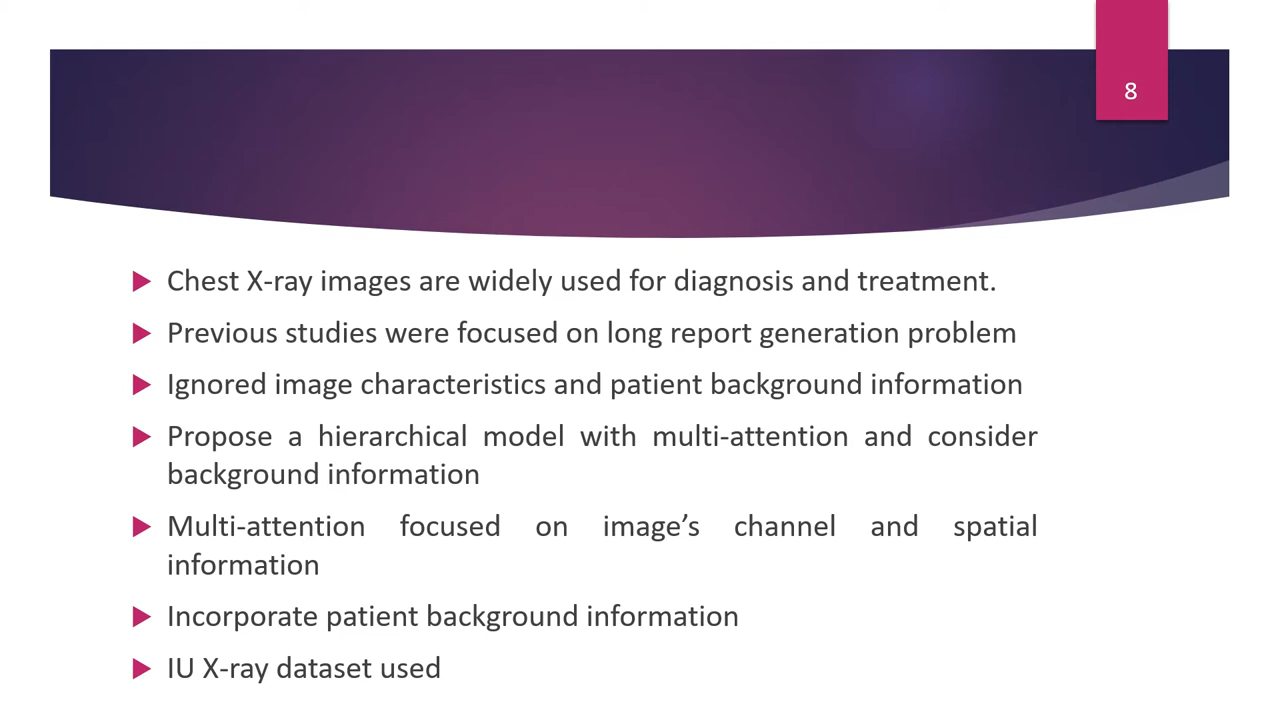 8
Chest X-ray images are widely used for diagnosis and treatment.
Previous studies were focused on long report generation problem
Ignored image characteristics and patient background information
Propose a hierarchical model with multi-attention and consider
background information
Multi-attention focused on image’s channel and spatial
information
Incorporate patient background information
IU X-ray dataset used